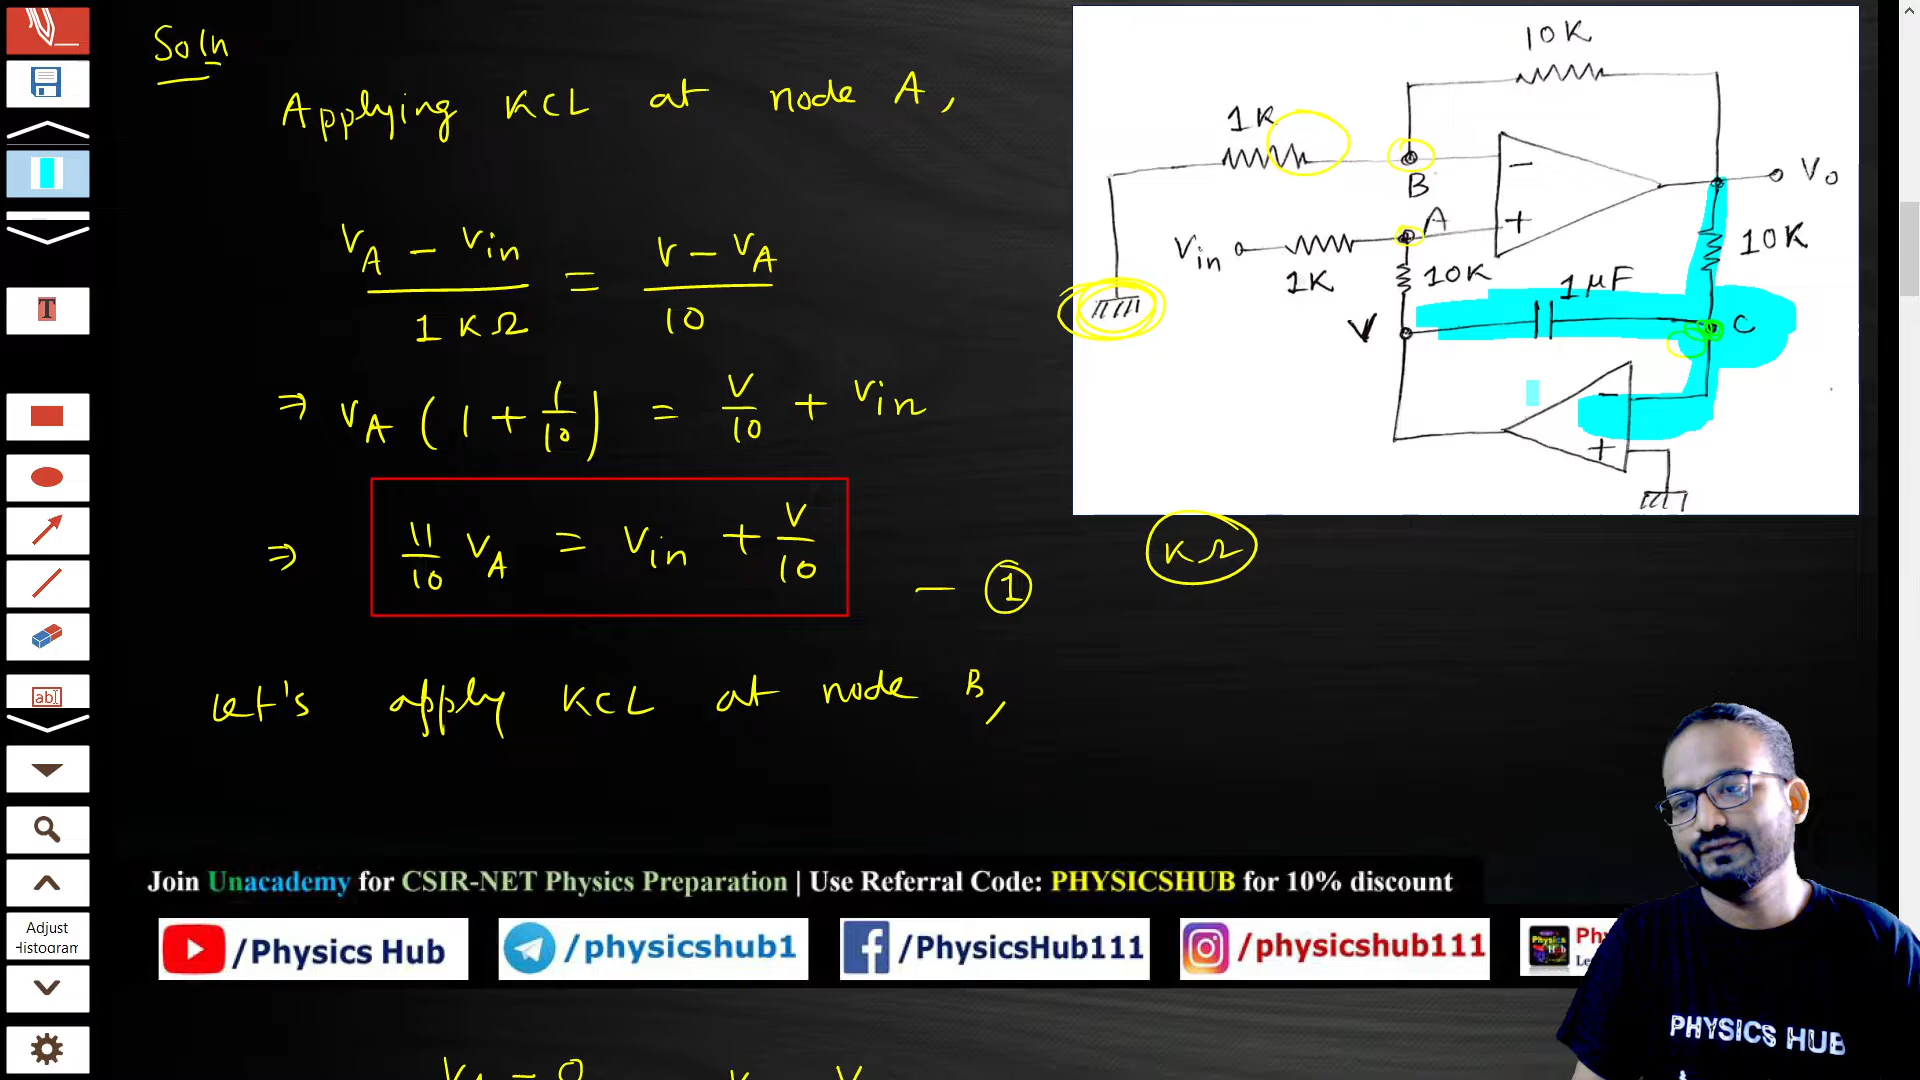 Soln
Applying KCL at node A,
VA - Vin / 1 KΩ = V - VA / 10
⇒ VA (1 + 1/10) = V/10 + Vin
⇒ 11/10 VA = Vin + V/10 — ①
Let's apply KCL at node B,
10K
1K
B
Vo
A
Vin
1K
10K
10K
1μF
V
C
KΩ
T
ab
Adjust
Histogram
Join Unacademy for CSIR-NET Physics Preparation | Use Referral Code: PHYSICSHUB for 10% discount
/Physics Hub
/physicshub1
/PhysicsHub111
/physicshub111
Physics
Hub
PHYSICS HUB